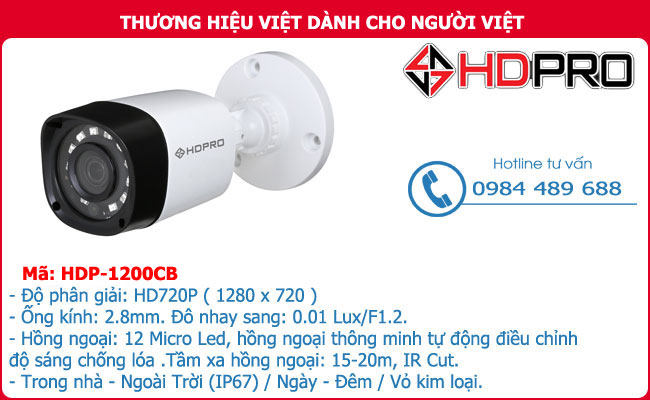 THƯƠNG HIỆU VIỆT DÀNH CHO NGƯỜI VIỆT
HDPRO
HDPRO
Hotline tư vấn
0984 489 688
Mã: HDP-1200CB
- Độ phân giải: HD720P ( 1280 x 720 )
- Ống kính: 2.8mm. Đô nhay sang: 0.01 Lux/F1.2.
- Hồng ngoại: 12 Micro Led, hồng ngoại thông minh tự động điều chỉnh
độ sáng chống lóa .Tầm xa hồng ngoại: 15-20m, IR Cut.
- Trong nhà - Ngoài Trời (IP67) / Ngày - Đêm / Vỏ kim loại.